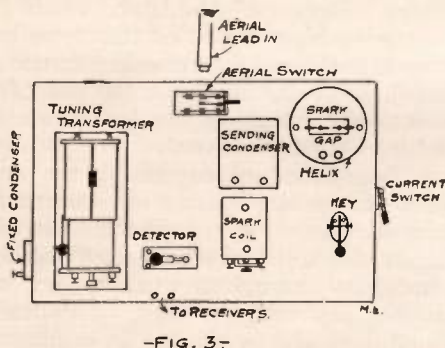 AERIAL
LEAD IN
AERIAL SWITCH
TUNING
TRANSFORMER
SENDING
CONDENSER
SPARK
GAP
HELIX
FIXED CONDENSER
DETECTOR
SPARK
COIL
KEY
CURRENT
SWITCH
TO RECEIVERS.
M.L.
-FIG. 3-